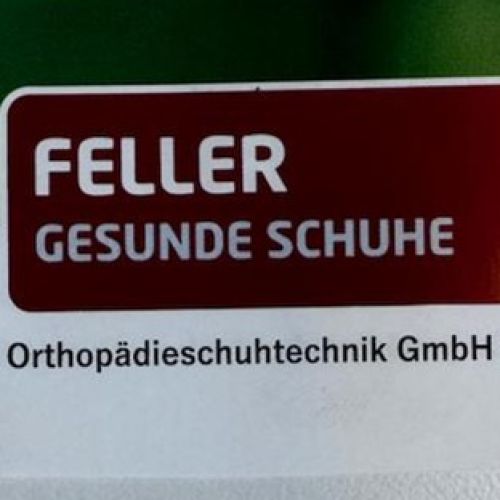 FELLER
GESUNDE SCHUHE
Orthopädieschuhtechnik GmbH